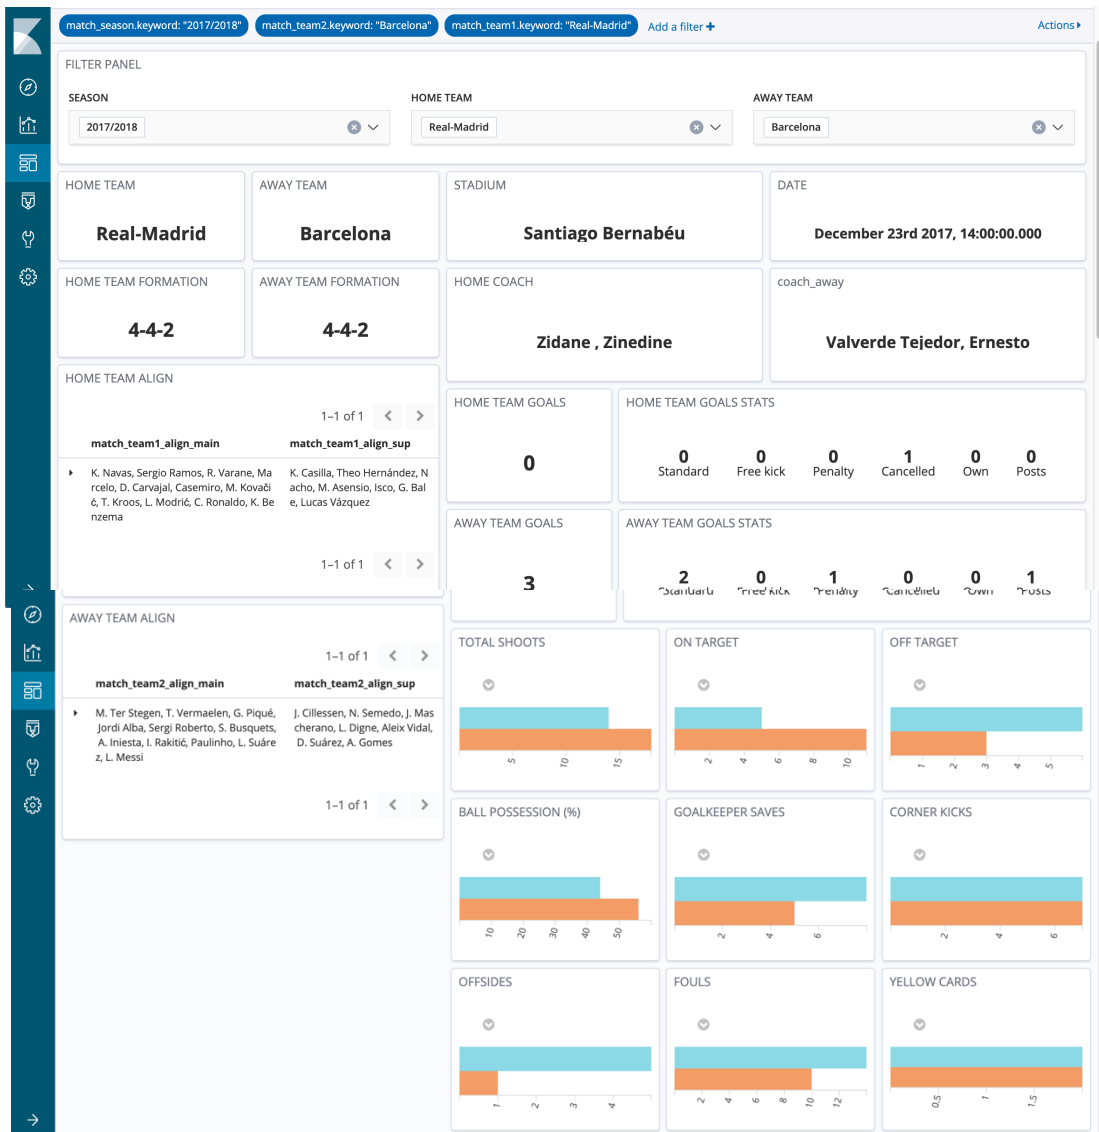 match_season.keyword: "2017/2018" match_team2.keyword: "Barcelona" match_team1.keyword: "Real-Madrid" Add a filter + Actions
FILTER PANEL
SEASON HOME TEAM AWAY TEAM
2017/2018 Real-Madrid Barcelona
HOME TEAM AWAY TEAM STADIUM DATE
Real-Madrid Barcelona Santiago Bernabéu December 23rd 2017, 14:00:00.000
HOME TEAM FORMATION AWAY TEAM FORMATION HOME COACH coach_away
4-4-2 4-4-2 Zidane , Zinedine Valverde Tejedor, Ernesto
HOME TEAM ALIGN
1–1 of 1
match_team1_align_main match_team1_align_sup
K. Navas, Sergio Ramos, R. Varane, Ma K. Casilla, Theo Hernández, N
rcelo, D. Carvajal, Casemiro, M. Kovači acho, M. Asensio, Isco, G. Bal
ć, T. Kroos, L. Modrić, C. Ronaldo, K. Be e, Lucas Vázquez
nzema
1–1 of 1
HOME TEAM GOALS HOME TEAM GOALS STATS
0 0 0 0 1 0 0
Standard Free kick Penalty Cancelled Own Posts
AWAY TEAM GOALS AWAY TEAM GOALS STATS
3 2 0 1 0 0 1
Standard Free kick Penalty Cancelled Own Posts
AWAY TEAM ALIGN
1–1 of 1
match_team2_align_main match_team2_align_sup
M. Ter Stegen, T. Vermaelen, G. Piqué, J. Cillessen, N. Semedo, J. Mas
Jordi Alba, Sergi Roberto, S. Busquets, cherano, L. Digne, Aleix Vidal,
A. Iniesta, I. Rakitić, Paulinho, L. Suáre D. Suárez, A. Gomes
z, L. Messi
1–1 of 1
TOTAL SHOOTS ON TARGET OFF TARGET
5 10 15 2 4 6 8 10 1 2 3 4 5
BALL POSSESSION (%) GOALKEEPER SAVES CORNER KICKS
10 20 30 40 50 2 4 6 2 4 6
OFFSIDES FOULS YELLOW CARDS
1 2 3 4 2 4 6 8 10 12 0.5 1 1.5